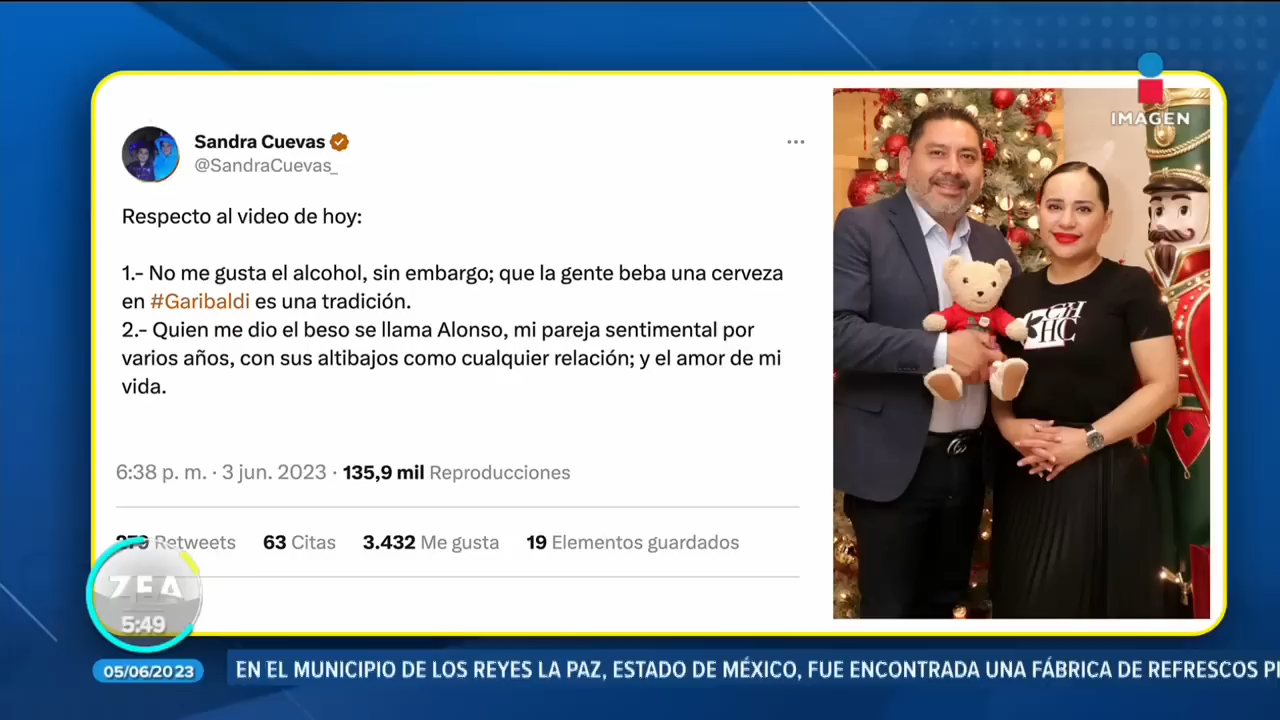 Sandra Cuevas
@SandraCuevas_
Respecto al video de hoy:
1.- No me gusta el alcohol, sin embargo; que la gente beba una cerveza
en #Garibaldi es una tradición.
2.- Quien me dio el beso se llama Alonso, mi pareja sentimental por
varios años, con sus altibajos como cualquier relación; y el amor de mi
vida.
6:38 p. m. · 3 jun. 2023 · 135,9 mil Reproducciones
Retweets 63 Citas 3.432 Me gusta 19 Elementos guardados
IMAGEN
CH
HC
ZEA
5:49
05/06/2023
EN EL MUNICIPIO DE LOS REYES LA PAZ, ESTADO DE MÉXICO, FUE ENCONTRADA UNA FÁBRICA DE REFRESCOS